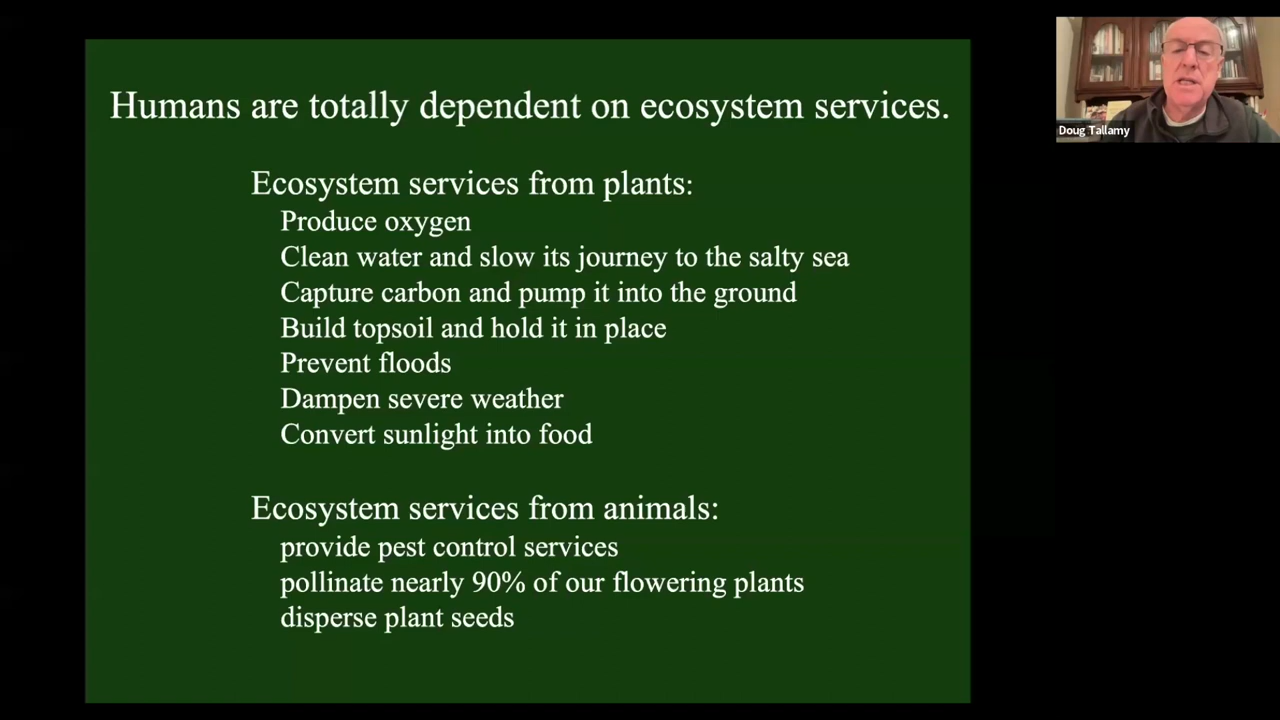 Humans are totally dependent on ecosystem services.
Ecosystem services from plants:
Produce oxygen
Clean water and slow its journey to the salty sea
Capture carbon and pump it into the ground
Build topsoil and hold it in place
Prevent floods
Dampen severe weather
Convert sunlight into food
Ecosystem services from animals:
provide pest control services
pollinate nearly 90% of our flowering plants
disperse plant seeds
Doug Tallamy